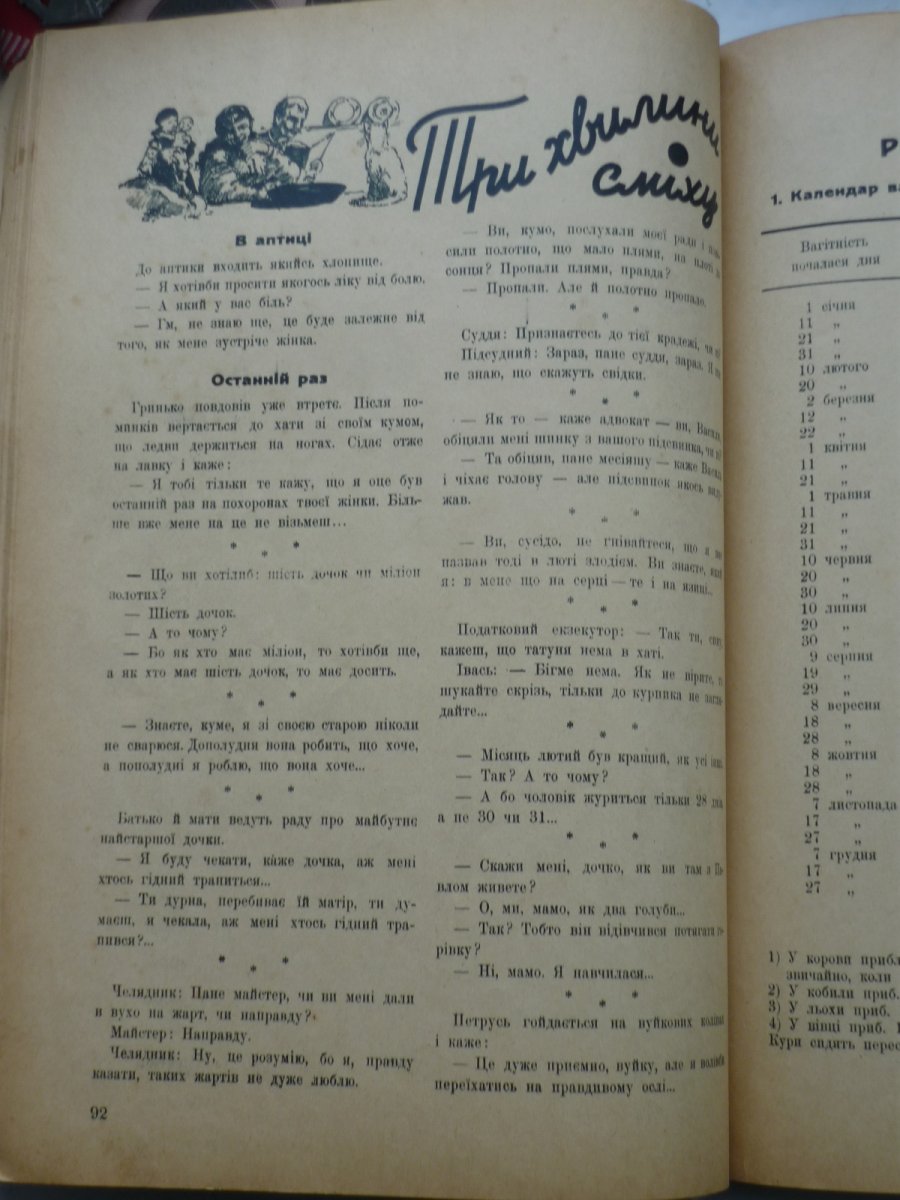 Три хвилини
сміху
В аптиці
До аптики входить якийсь хлопище.
— Я хотівби просити якогось ліку від болю.
— А який у вас біль?
— Гм, не знаю ще, це буде залежне від
того, як мене зустріче жінка.
Останній раз
Гринько повдовів уже втретє. Після по-
минків вертається до хати зі своїм кумом,
що ледви держиться на ногах. Сідає отже
на лавку і каже:
— Я тобі тільки те кажу, що я оце був
останній раз на похоронах твоєї жінки. Біль-
ше вже мене на це не візьмеш...
* * *
— Що ви хотілиб: шість дочок чи міліон
золотих?
— Шість дочок.
— А то чому?
— Бо як хто має міліон, то хотівби ще,
а як хто має шість дочок, то має досить.
* * *
— Знаєте, куме, я зі своєю старою ніколи
не сварюся. Дополудня вона робить, що хоче,
а пополудні я роблю, що вона хоче...
* * *
Батько й мати ведуть раду про майбутнє
найстаршої дочки.
— Я буду чекати, каже дочка, аж мені
хтось гідний трапиться...
— Ти дурна, перебиває їй матір, ти ду-
маєш, я чекала, аж мені хтось гідний тра-
пився?...
* * *
Челядник: Пане майстер, чи ви мені дали
в вухо на жарт, чи направду?
Майстер: Направду.
Челядник: Ну, це розумію, бо я, правду
казати, таких жартів не дуже люблю.
92
— Ви, кумо, послухали моєї ради і
сили полотно, що мало плями, на плоті до
сонця? Пропали плями, правда?
— Пропали. Але й полотно пропало.
* * *
Суддя: Признаєтесь до тієї крадежі, чи
Підсудний: Зараз, пане суддя, зараз. Я
не знаю, що скажуть свідки.
* * *
— Як то — каже адвокат — ви,
обіцяли мені шинку з вашого підсвинка, чи
— Та обіцяв, пане месіяшу — каже
і чіхає голову — але підсвинок якось
жав.
* * *
— Ви, сусідо, не гнівайтеся, що я
назвав тоді в люті злодієм. Ви знаєте,
я: в мене що на серці — те і на язиці..
* * *
Податковий екзекутор: — Так ти,
кажеш, що татуня нема в хаті.
Івась: — Бігме нема. Як не вірите,
шукайте скрізь, тільки до курника не загля-
дайте...
* * *
— Місяць лютий був кращий, як усі
— Так? А то чому?
— А бо чоловік журиться тільки 28 днів
а не 30 чи 31...
* * *
— Скажи мені, дочко, як ви там з Па-
влом живете?
— О, ми, мамо, як два голуби...
— Так? Тобто він відівчився потягати го-
рівку?
— Ні, мамо. Я навчилася...
* * *
Петрусь гойдається на вуйкових колінах
і каже:
— Це дуже приємно, вуйку, але я волівби
переїхатись на правдивому ослі...
Р
1. Календар ва
Вагітність
почалася дня
1 січня
11 „
21 „
31 „
10 лютого
20 „
2 березня
12 „
22 „
1 квітня
11 „
21 „
1 травня
11 „
21 „
31 „
10 червня
20 „
30 „
10 липня
20 „
30 „
9 серпня
19 „
29 „
8 вересня
18 „
28 „
8 жовтня
18 „
28 „
7 листопада
17 „
27 „
7 грудня
17 „
27 „
1) У корови прибл
звичайно, коли
2) У кобили приб.
3) У льохи приб.
4) У вівці приб.
Кури сидять перес